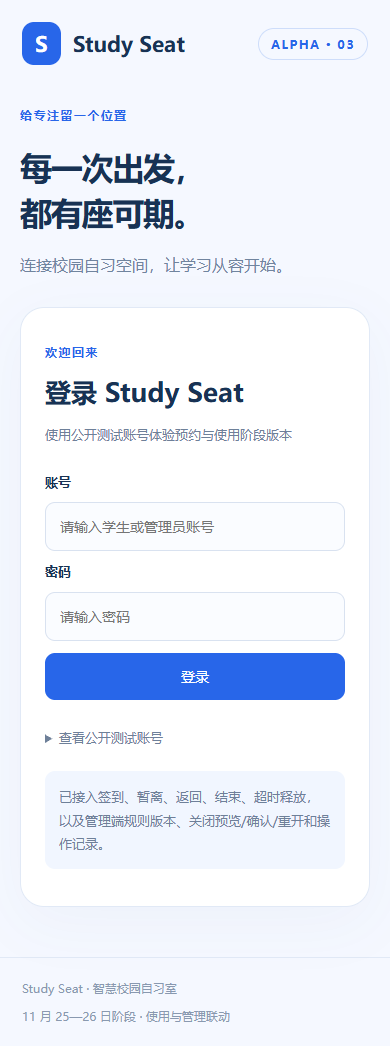 S Study Seat ALPHA • 03
给专注留一个位置
每一次出发，
都有座可期。
连接校园自习空间，让学习从容开始。
欢迎回来
登录 Study Seat
使用公开测试账号体验预约与使用阶段版本
账号
请输入学生或管理员账号
密码
请输入密码
登录
▶ 查看公开测试账号
已接入签到、暂离、返回、结束、超时释放，
以及管理端规则版本、关闭预览/确认/重开和操
作记录。
Study Seat · 智慧校园自习室
11 月 25—26 日阶段 · 使用与管理联动